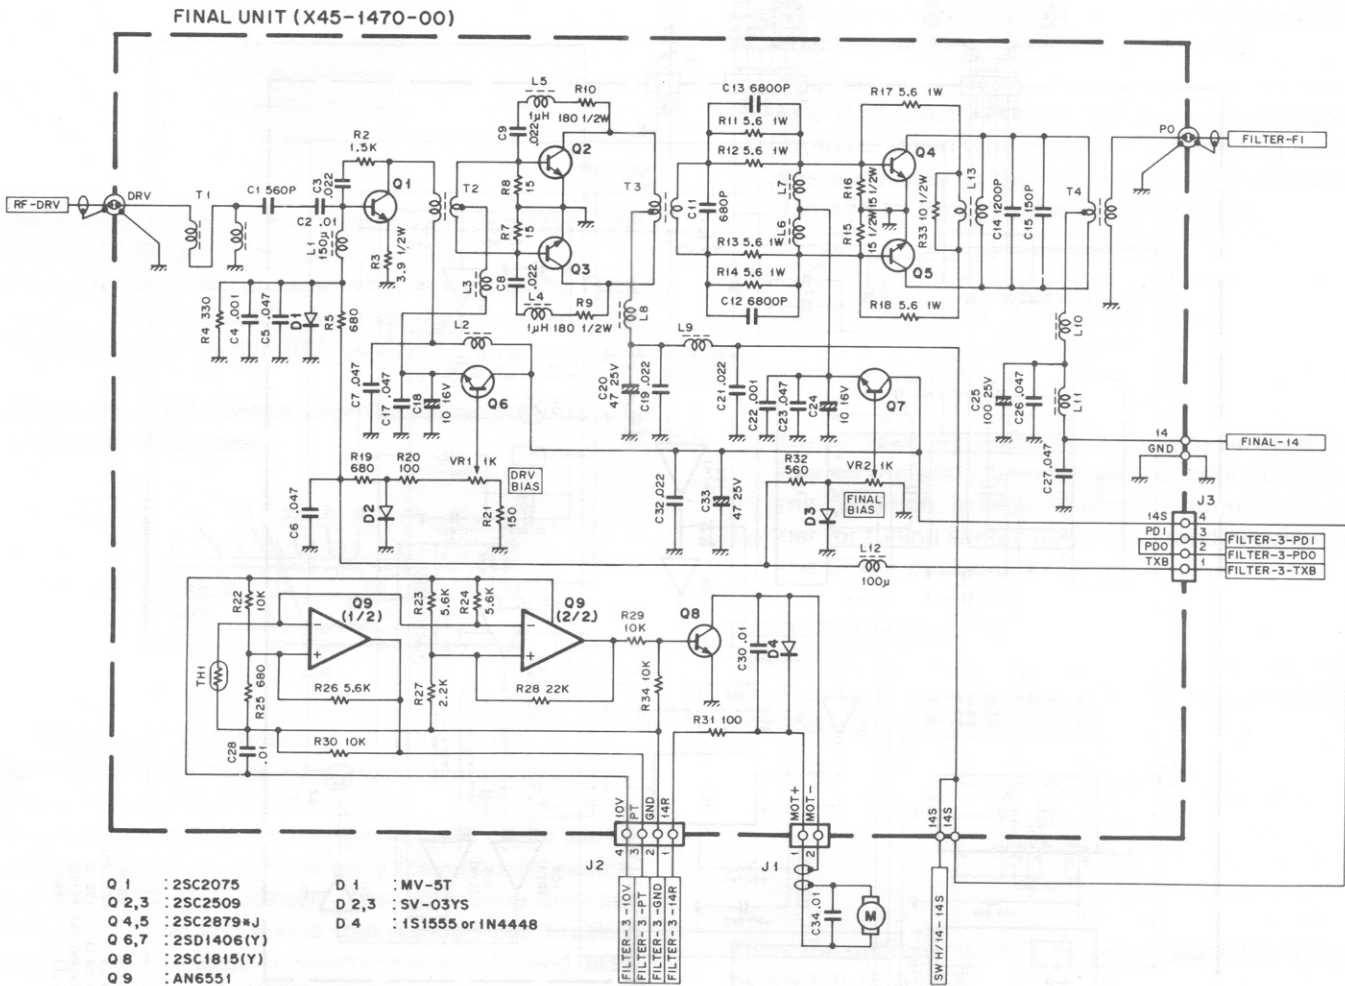 FINAL UNIT (X45-1470-00)
L5
1μH
R10
180 1/2W
C13 6800P
R17 5.6 1W
R11 5.6 1W
R12 5.6 1W
R2
1.5K
C9
.022
Q2
Q4
PO
FILTER-F1
RF-DRV
DRV
T1
C1 560P
C3
.022
C2 .01
Q1
T2
R8
15
T3
C11
680P
L7
L6
R16
15 1/2W
R15
15 1/2W
R33 10 1/2W
L13
C14 1200P
C15 150P
T4
L1
150
R3
3.9 1/2W
R7
15
Q3
R13 5.6 1W
Q5
R14 5.6 1W
C12 6800P
R18 5.6 1W
L3
C8
.022
L4
1μH
R9
180 1/2W
L8
R4 330
C4 .001
C5 .047
D1
R5
680
L2
L9
L10
C7 .047
C17 .047
C18
10 16V
Q6
C20
47 25V
C19 .022
C21 .022
C22 .001
C23 .047
C24
10 16V
Q7
C25
100 25V
C26 .047
L11
14
GND
FINAL-14
R19
680
R20
100
VR1 1K
DRV
BIAS
C6 .047
D2
R21
150
C32 .022
C33
47 25V
R32
560
VR2 1K
D3
FINAL
BIAS
C27 .047
J3
14S 4
PDI 3 FILTER-3-PDI
PDO 2 FILTER-3-PDO
TXB 1 FILTER-3-TXB
L12
100μ
R22
10K
Q9
(1/2)
R23
5.6K
R24
5.6K
Q9
(2/2)
R29
10K
Q8
C30 .01
D4
TH1
R25 680
R26 5.6K
R27
2.2K
R28 22K
R34 10K
R31 100
C28
.01
R30 10K
10V
PT
GND
14R
MOT+
MOT-
14S
14S
J2
4
3
2
1
J1
2
C34 .01
M
FILTER-3-10V
FILTER-3-PT
FILTER-3-GND
FILTER-3-14R
SW H/14-14S
Q 1 : 2SC2075
Q 2,3 : 2SC2509
Q 4,5 : 2SC2879*J
Q 6,7 : 2SD1406(Y)
Q 8 : 2SC1815(Y)
Q 9 : AN6551
D 1 : MV-5T
D 2,3 : SV-03YS
D 4 : 1S1555 or 1N4448